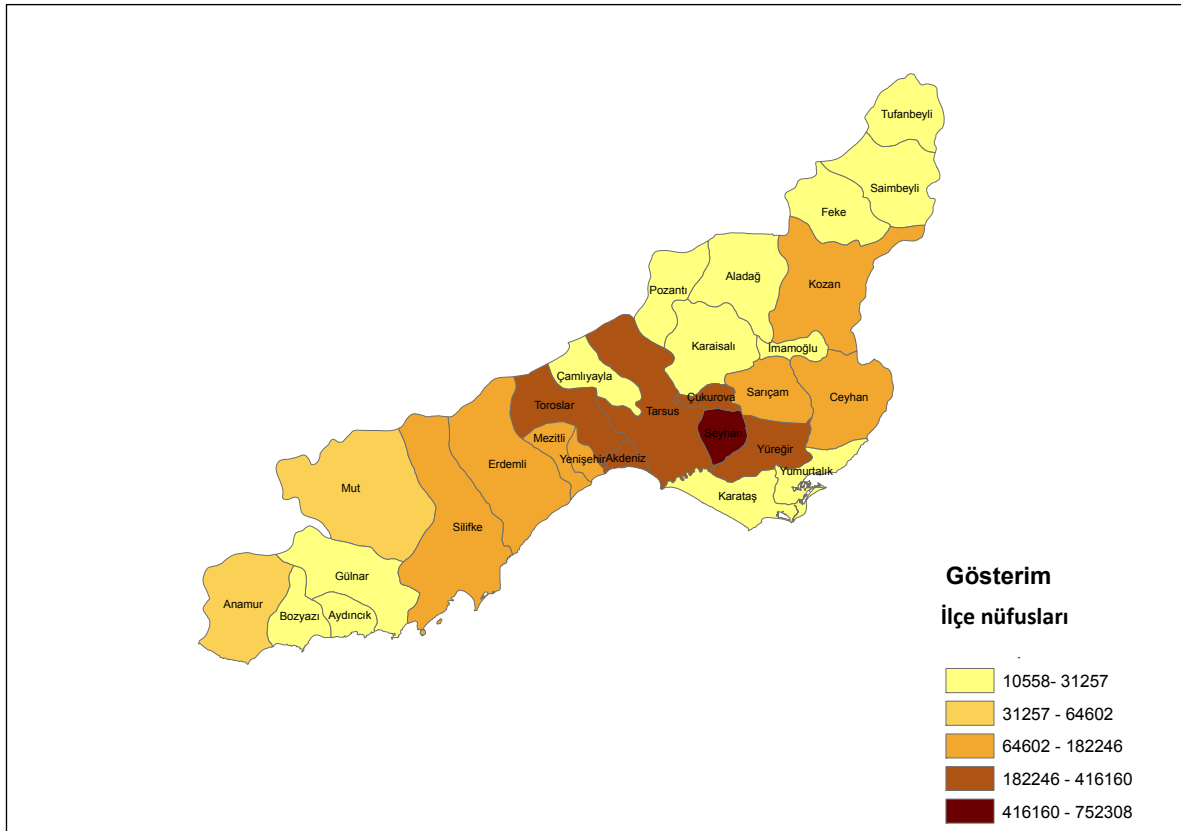 Tufanbeyli
Saimbeyli
Feke
Aladağ
Pozantı
Kozan
Karaisalı
İmamoğlu
Çamlıyayla
Sarıçam
Ceyhan
Çukurova
Toroslar
Tarsus
Seyhan
Mezitli
Yüreğir
Yenişehir
Akdeniz
Erdemli
Yumurtalık
Mut
Karataş
Silifke
Gülnar
Anamur
Bozyazı
Aydıncık
Gösterim
İlçe nüfusları
.
10558- 31257
31257 - 64602
64602 - 182246
182246 - 416160
416160 - 752308